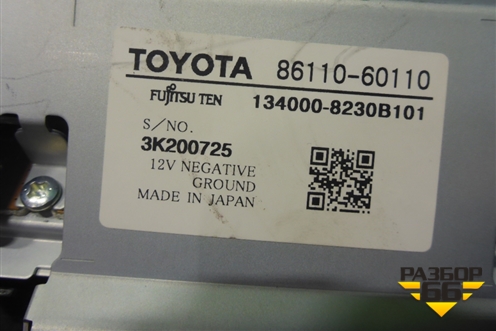 TOYOTA 86110-60110
FUJITSU TEN 134000-8230B101
S/NO.
3K200725
12V NEGATIVE
GROUND
MADE IN JAPAN
РАЗБОР
66